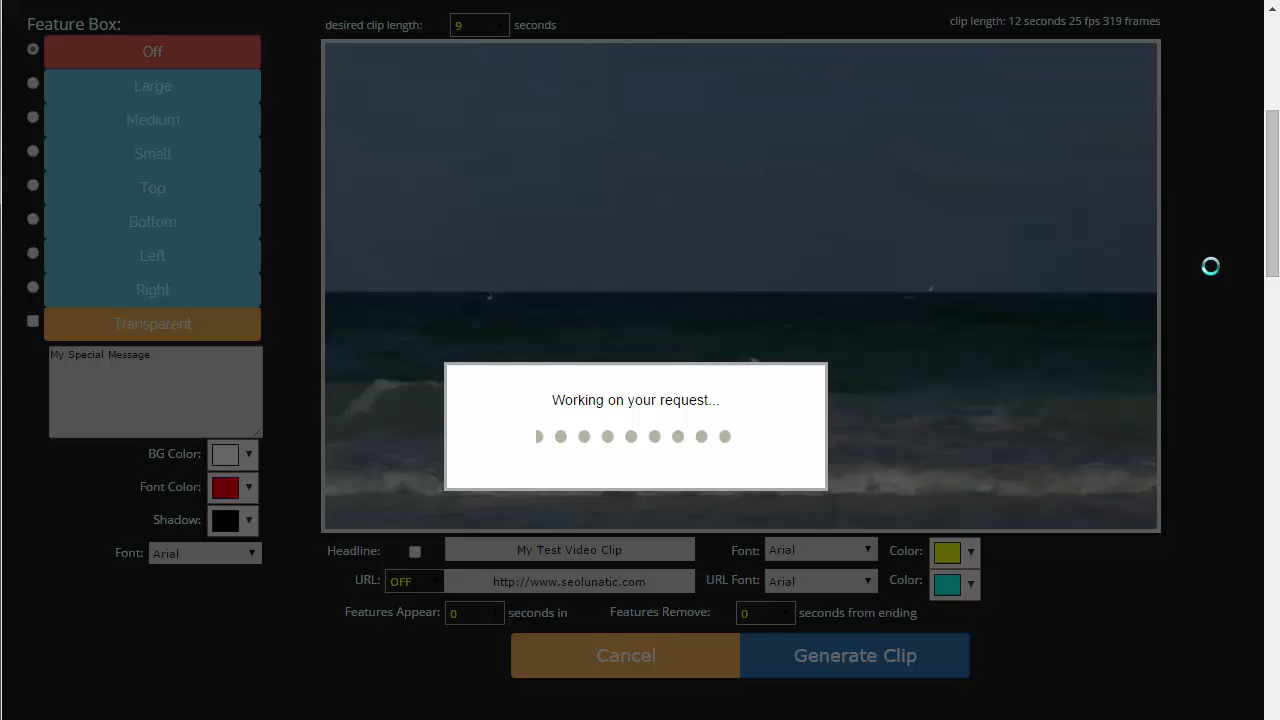 Feature Box:
desired clip length: 9 seconds
clip length: 12 seconds 25 fps 319 frames
Off
Large
Medium
Small
Top
Bottom
Left
Right
Transparent
My Special Message
BG Color:
Font Color:
Shadow:
Font: Arial
Working on your request...
Headline: My Test Video Clip Font: Arial Color:
URL: OFF http://www.seolunatic.com URL Font: Arial Color:
Features Appear: 0 seconds in Features Remove: 0 seconds from ending
Cancel Generate Clip